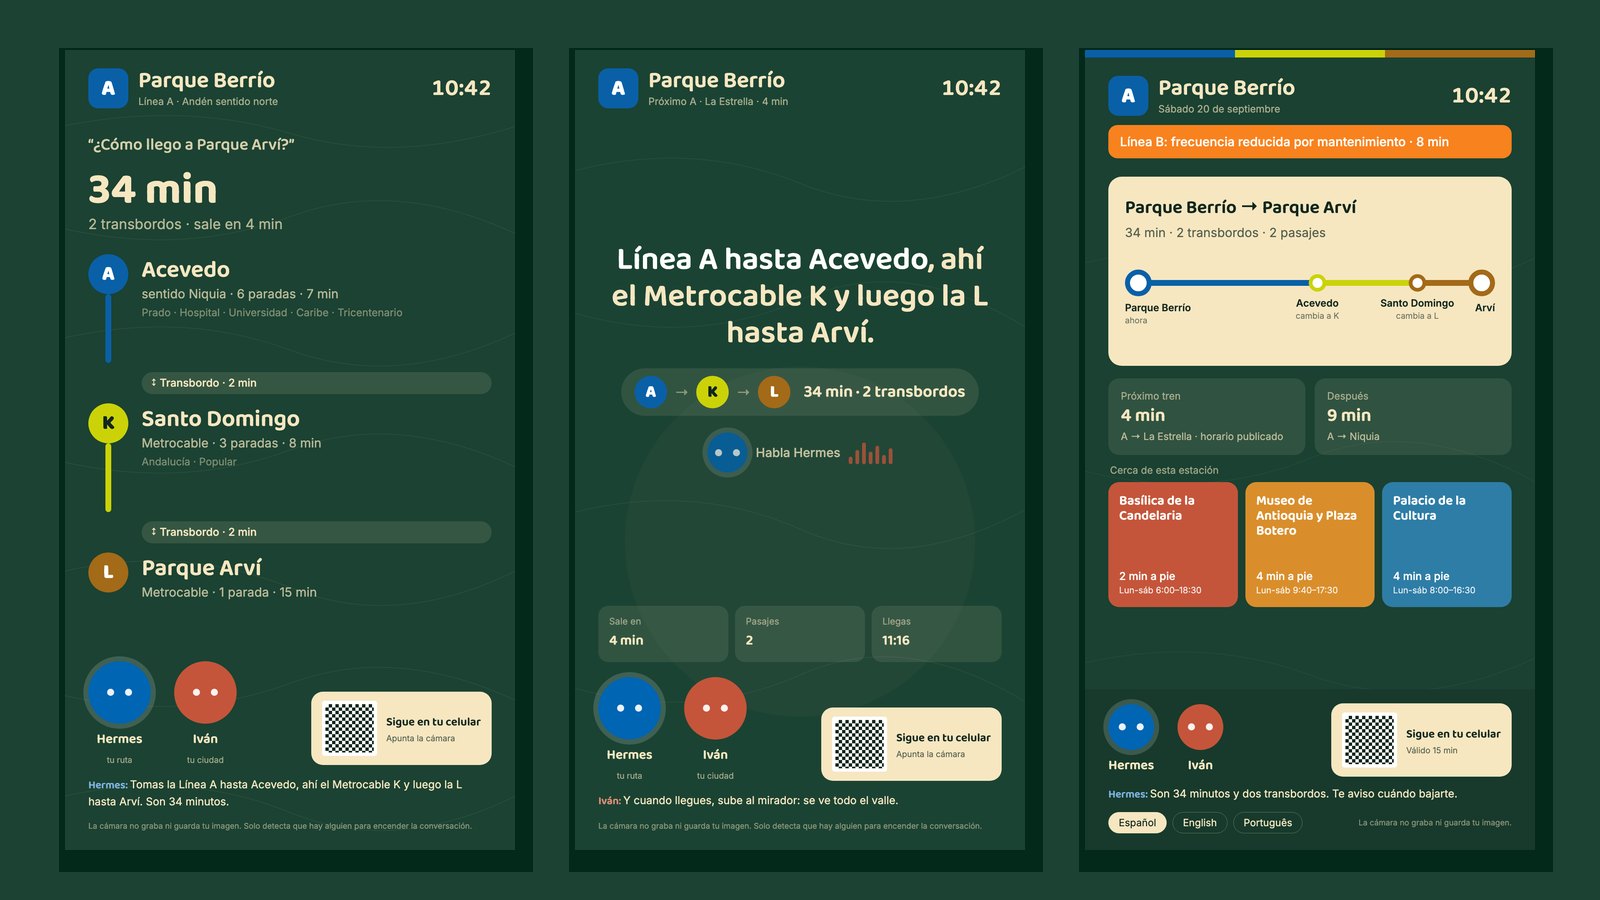 A
Parque Berrío
Línea A · Andén sentido norte
10:42
“¿Cómo llego a Parque Arví?”
34 min
2 transbordos · sale en 4 min
A
Acevedo
sentido Niquia · 6 paradas · 7 min
Prado · Hospital · Universidad · Caribe · Tricentenario
↕ Transbordo · 2 min
K
Santo Domingo
Metrocable · 3 paradas · 8 min
Andalucía · Popular
↕ Transbordo · 2 min
L
Parque Arví
Metrocable · 1 parada · 15 min
Hermes
tu ruta
Iván
tu ciudad
Sigue en tu celular
Apunta la cámara
Hermes: Tomas la Línea A hasta Acevedo, ahí el Metrocable K y luego la L
hasta Arví. Son 34 minutos.
La cámara no graba ni guarda tu imagen. Solo detecta que hay alguien para encender la conversación.
A
Parque Berrío
Próximo A · La Estrella · 4 min
10:42
Línea A hasta Acevedo, ahí
el Metrocable K y luego la L
hasta Arví.
A → K → L 34 min · 2 transbordos
Habla Hermes
Sale en
4 min
Pasajes
2
Llegas
11:16
Hermes
tu ruta
Iván
tu ciudad
Sigue en tu celular
Apunta la cámara
Iván: Y cuando llegues, sube al mirador: se ve todo el valle.
La cámara no graba ni guarda tu imagen. Solo detecta que hay alguien para encender la conversación.
A
Parque Berrío
Sábado 20 de septiembre
10:42
Línea B: frecuencia reducida por mantenimiento · 8 min
Parque Berrío → Parque Arví
34 min · 2 transbordos · 2 pasajes
Parque Berrío
ahora
Acevedo
cambia a K
Santo Domingo
cambia a L
Arví
Próximo tren
4 min
A → La Estrella · horario publicado
Después
9 min
A → Niquia
Cerca de esta estación
Basílica de la
Candelaria
2 min a pie
Lun-sáb 6:00–18:30
Museo de
Antioquia y Plaza
Botero
4 min a pie
Lun-sáb 9:40–17:30
Palacio de la
Cultura
4 min a pie
Lun-sáb 8:00–16:30
Hermes
Iván
Sigue en tu celular
Válido 15 min
Hermes: Son 34 minutos y dos transbordos. Te aviso cuándo bajarte.
Español
English
Português
La cámara no graba ni guarda tu imagen.